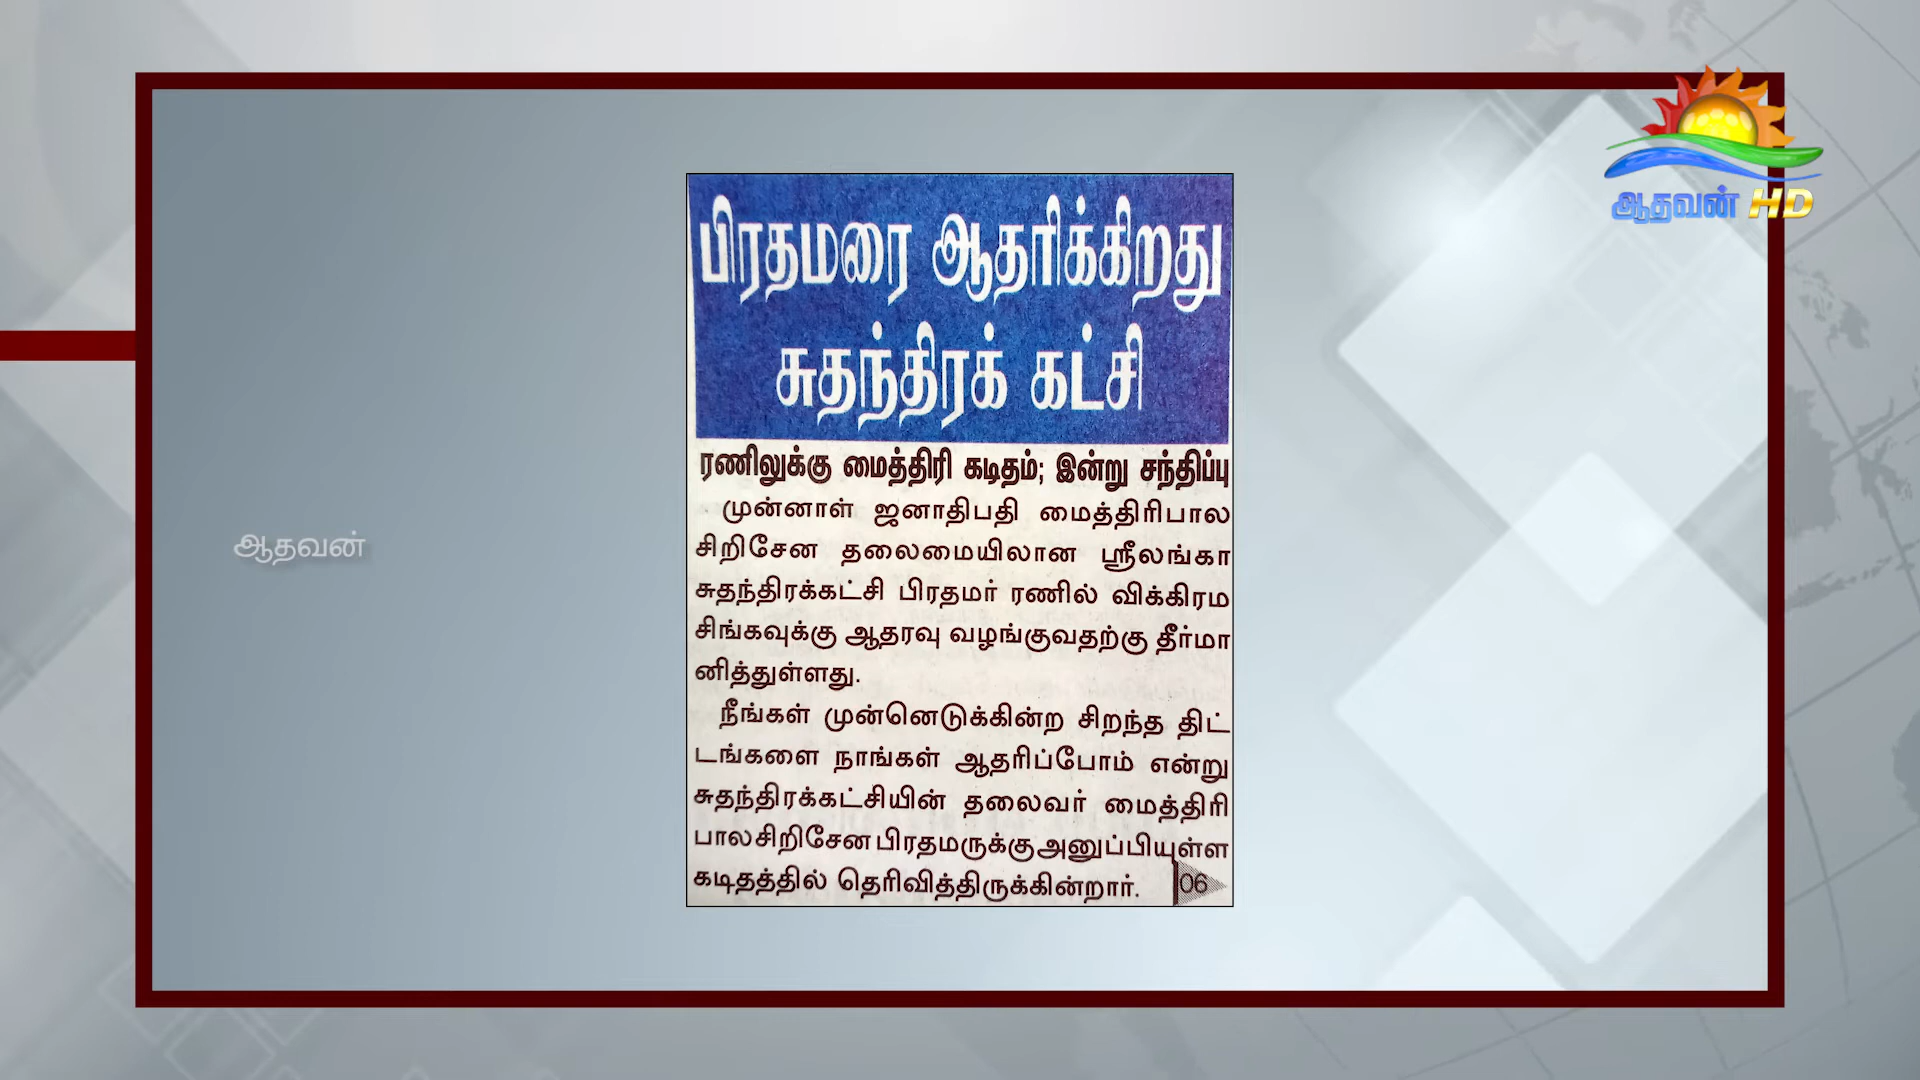 ஆதவன் HD
பிரதமரை ஆதரிக்கிறது
சுதந்திரக் கட்சி
ரணிலுக்கு மைத்திரி கடிதம்; இன்று சந்திப்பு
முன்னாள் ஜனாதிபதி மைத்திரிபால
சிறிசேன தலைமையிலான ஸ்ரீலங்கா
சுதந்திரக்கட்சி பிரதமர் ரணில் விக்கிரம
சிங்கவுக்கு ஆதரவு வழங்குவதற்கு தீர்மா
னித்துள்ளது.
நீங்கள் முன்னெடுக்கின்ற சிறந்த திட்
டங்களை நாங்கள் ஆதரிப்போம் என்று
சுதந்திரக்கட்சியின் தலைவர் மைத்திரி
பாலசிறிசேன பிரதமருக்கு அனுப்பியுள்ள
கடிதத்தில் தெரிவித்திருக்கின்றார். 06
ஆதவன்